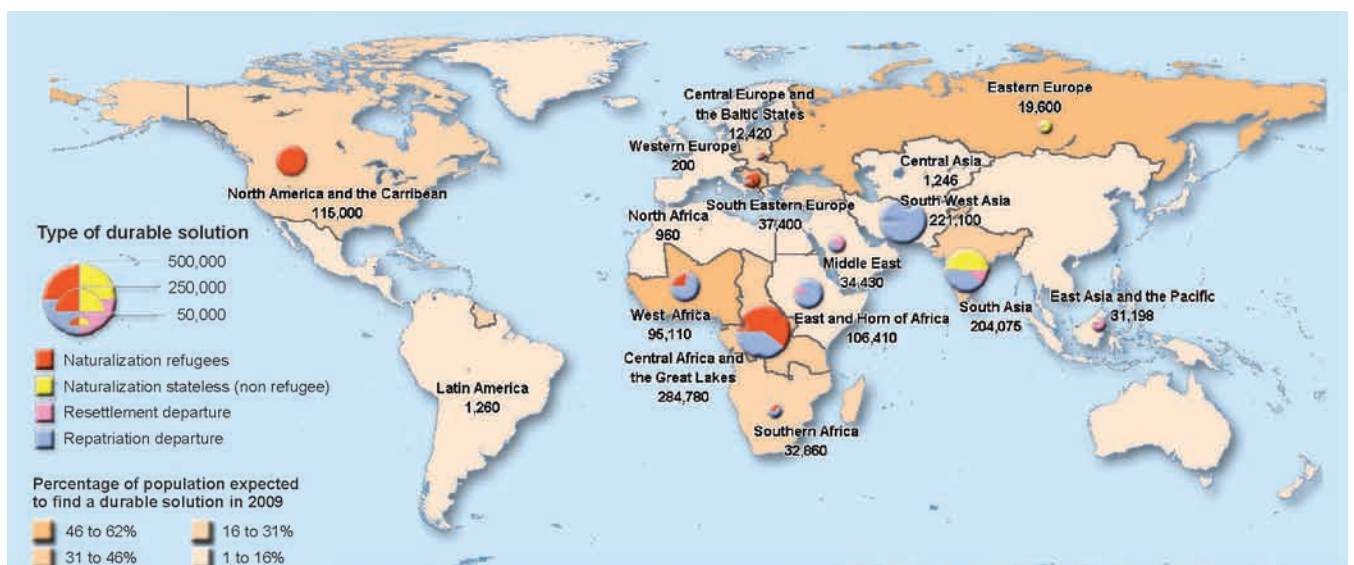 Eastern Europe
19,600
Central Europe and
the Baltic States
12,420
Western Europe
200
Central Asia
1,246
North America and the Carribean
115,000
South Eastern Europe
37,400
South West Asia
221,100
North Africa
960
Middle East
34,430
West Africa
95,110
East and Horn of Africa
106,410
South Asia
204,075
East Asia and the Pacific
31,198
Central Africa and
the Great Lakes
284,780
Latin America
1,260
Southern Africa
32,860
Type of durable solution
500,000
250,000
50,000
Naturalization refugees
Naturalization stateless (non refugee)
Resettlement departure
Repatriation departure
Percentage of population expected
to find a durable solution in 2009
46 to 62%
16 to 31%
31 to 46%
1 to 16%